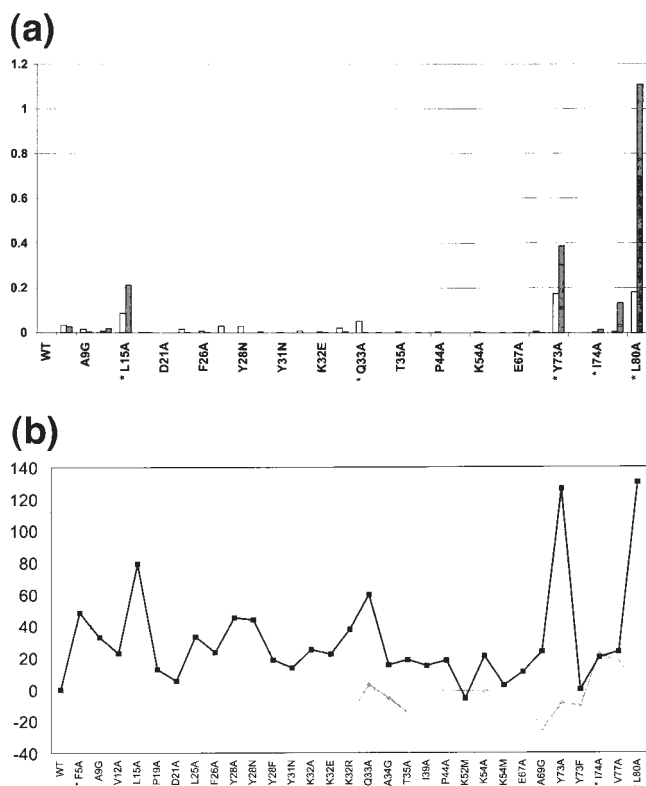 (a)
1.2
1
0.8
0.6
0.4
0.2
0
WT
A9G
* L15A
D21A
F26A
Y28N
Y31N
K32E
* Q33A
T35A
P44A
K54A
E67A
* Y73A
* I74A
* L80A
(b)
140
120
100
80
60
40
20
0
-20
-40
WT
* F5A
A9G
V12A
L15A
P19A
D21A
L25A
F26A
Y28A
Y28N
Y28F
Y31N
K32A
K32E
K32R
Q33A
A34G
T35A
I39A
P44A
K52M
K54A
K54M
E67A
A69G
Y73A
Y73F
* I74A
V77A
* L80A